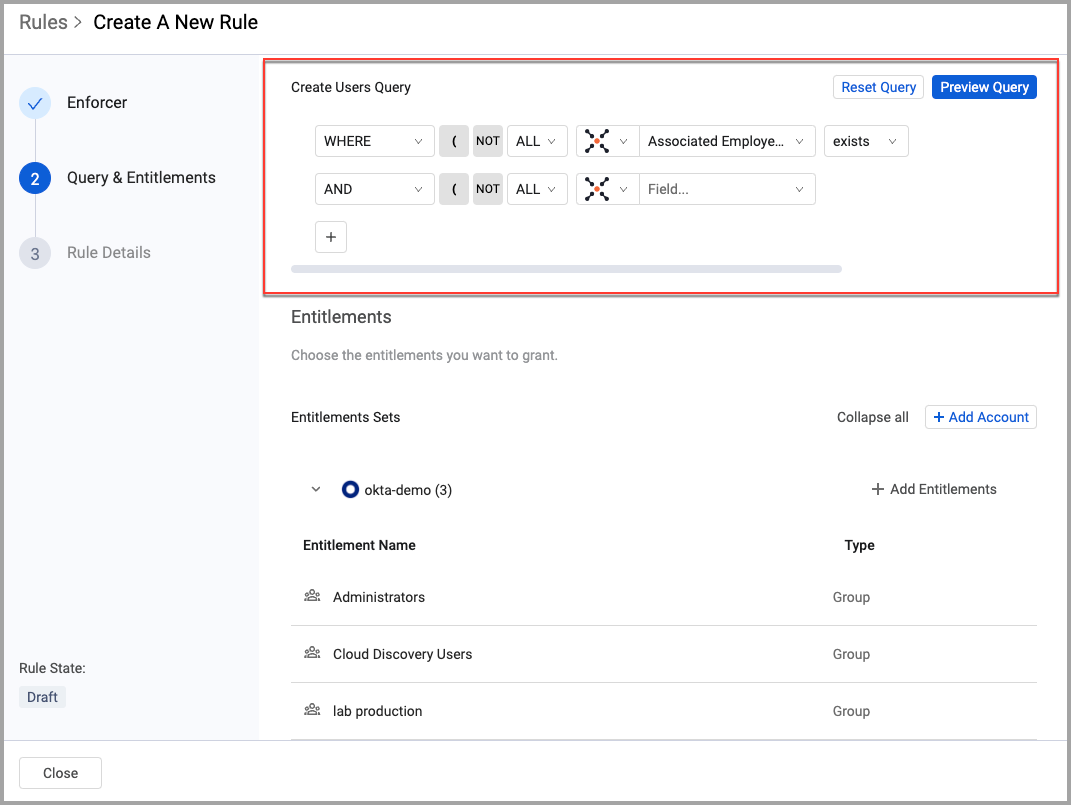 Rules > Create A New Rule
Enforcer
2 Query & Entitlements
3 Rule Details
Rule State:
Draft
Create Users Query Reset Query Preview Query
WHERE ( NOT ALL Associated Employe... exists
AND ( NOT ALL Field...
+
Entitlements
Choose the entitlements you want to grant.
Entitlements Sets Collapse all + Add Account
okta-demo (3) + Add Entitlements
Entitlement Name Type
Administrators Group
Cloud Discovery Users Group
lab production Group
Close